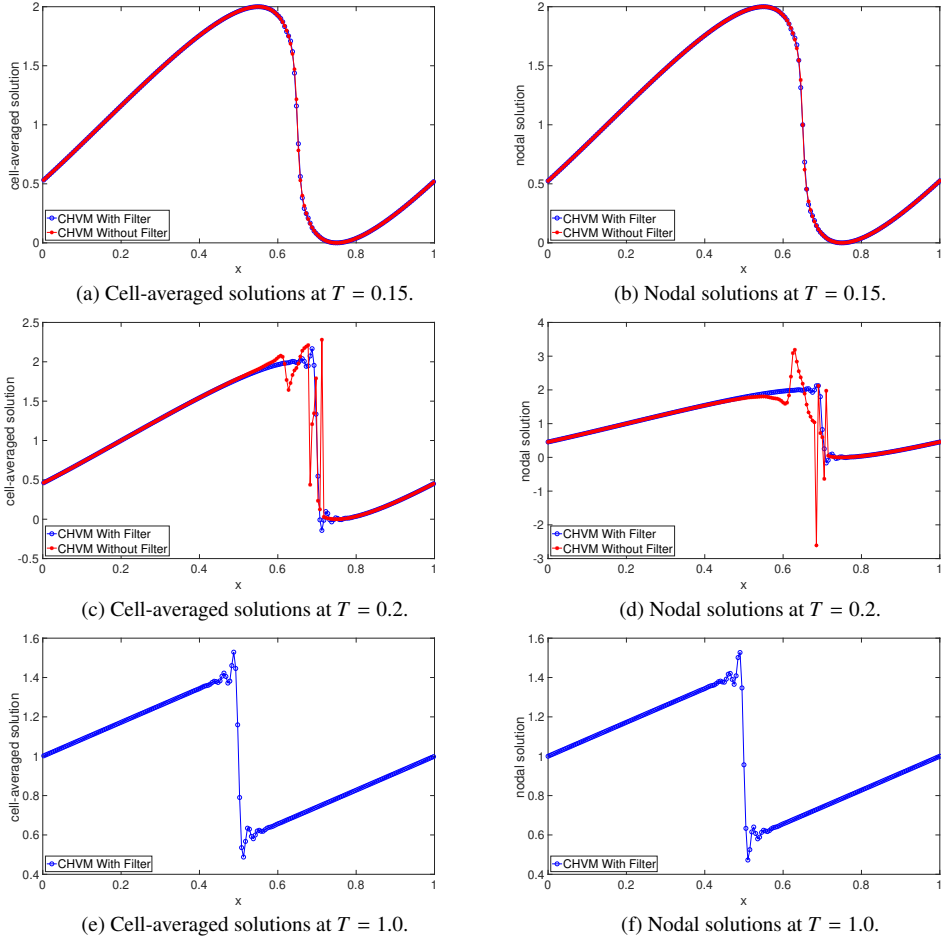 2
1.5
1
0.5
0
cell-averaged solution
CHVM With Filter
CHVM Without Filter
0 0.2 0.4 0.6 0.8 1
x
(a) Cell-averaged solutions at T = 0.15.
2
1.5
1
0.5
0
nodal solution
CHVM With Filter
CHVM Without Filter
0 0.2 0.4 0.6 0.8 1
x
(b) Nodal solutions at T = 0.15.
2.5
2
1.5
1
0.5
0
-0.5
cell-averaged solution
CHVM With Filter
CHVM Without Filter
0 0.2 0.4 0.6 0.8 1
x
(c) Cell-averaged solutions at T = 0.2.
4
3
2
1
0
-1
-2
-3
nodal solution
CHVM With Filter
CHVM Without Filter
0 0.2 0.4 0.6 0.8 1
x
(d) Nodal solutions at T = 0.2.
1.6
1.4
1.2
1
0.8
0.6
0.4
cell-averaged solution
CHVM With Filter
0 0.2 0.4 0.6 0.8 1
x
(e) Cell-averaged solutions at T = 1.0.
1.6
1.4
1.2
1
0.8
0.6
0.4
nodal solution
CHVM With Filter
0 0.2 0.4 0.6 0.8 1
x
(f) Nodal solutions at T = 1.0.